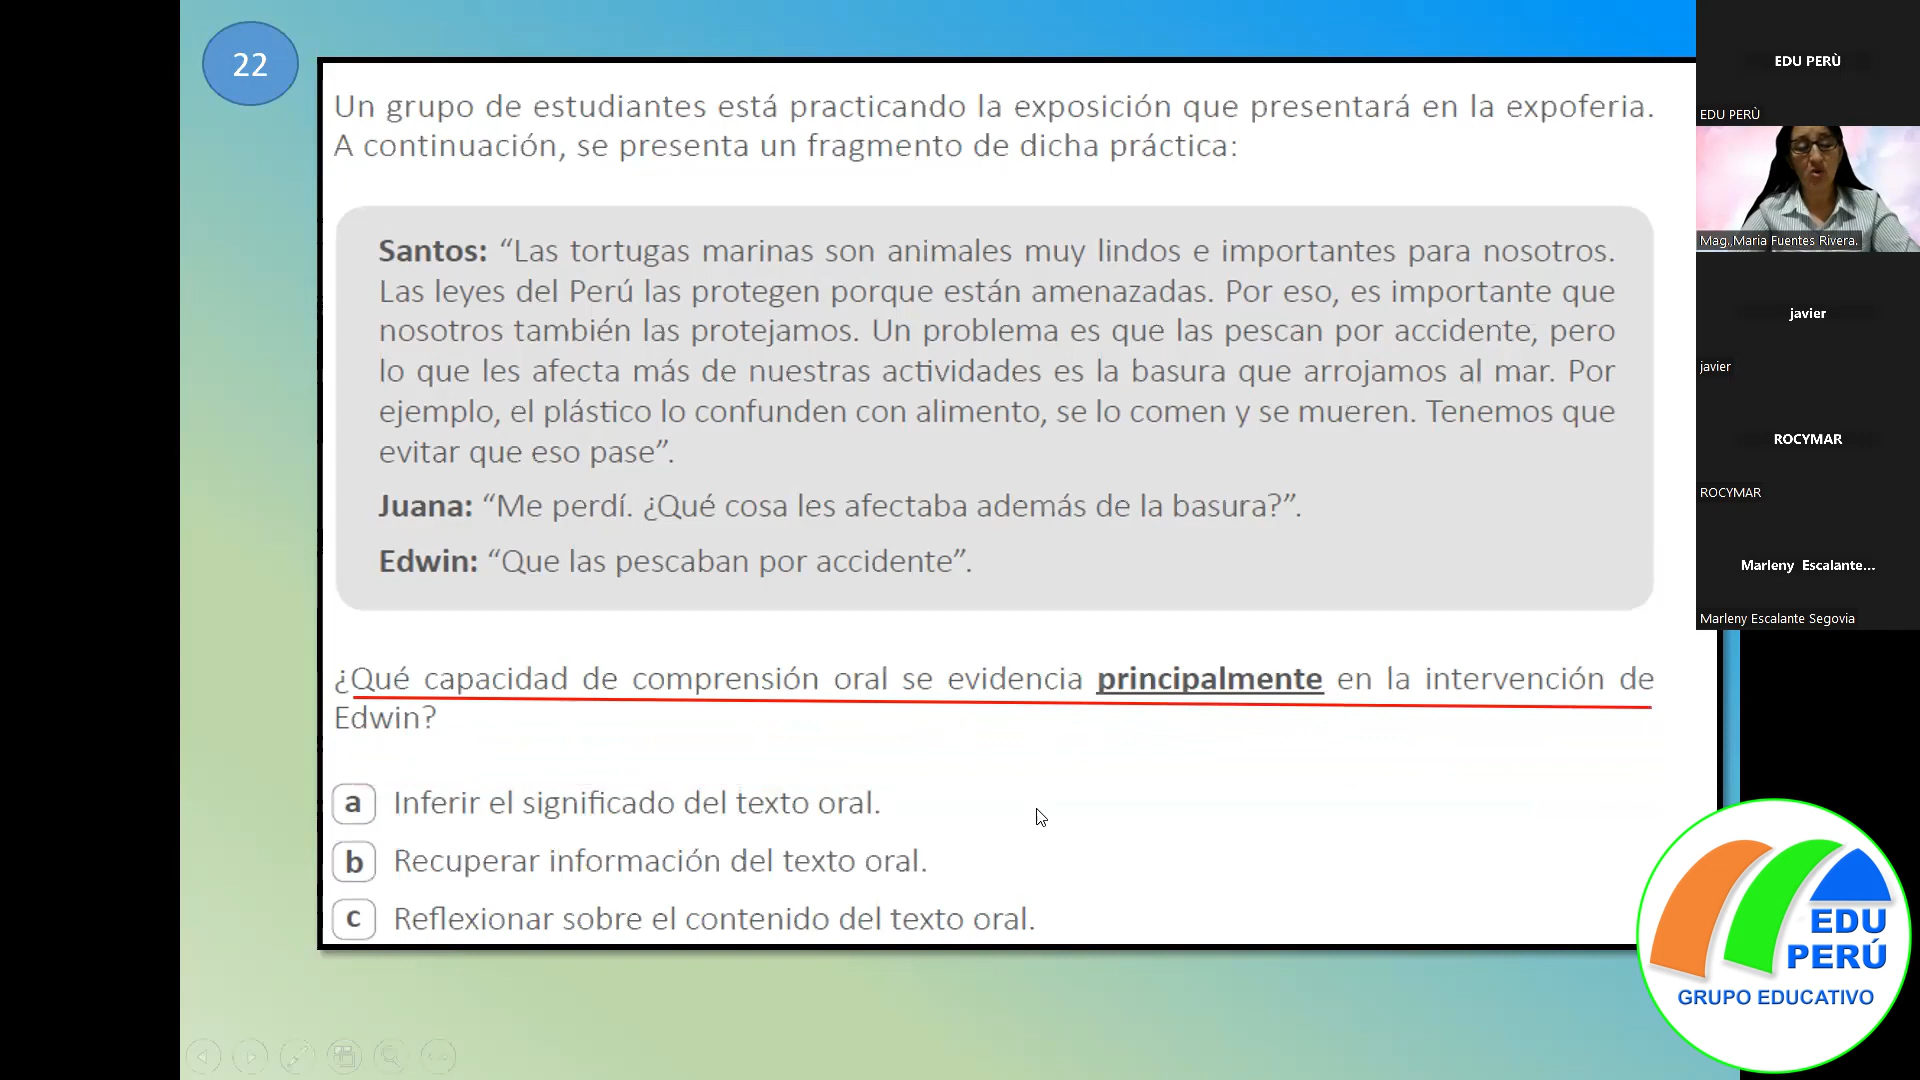 22
Un grupo de estudiantes está practicando la exposición que presentará en la expoferia.
A continuación, se presenta un fragmento de dicha práctica:
Santos: “Las tortugas marinas son animales muy lindos e importantes para nosotros.
Las leyes del Perú las protegen porque están amenazadas. Por eso, es importante que
nosotros también las protejamos. Un problema es que las pescan por accidente, pero
lo que les afecta más de nuestras actividades es la basura que arrojamos al mar. Por
ejemplo, el plástico lo confunden con alimento, se lo comen y se mueren. Tenemos que
evitar que eso pase”.
Juana: “Me perdí. ¿Qué cosa les afectaba además de la basura?”.
Edwin: “Que las pescaban por accidente”.
¿Qué capacidad de comprensión oral se evidencia principalmente en la intervención de
Edwin?
a Inferir el significado del texto oral.
b Recuperar información del texto oral.
c Reflexionar sobre el contenido del texto oral.
EDU PERÙ
EDU PERÙ
Mag. Maria Fuentes Rivera.
javier
javier
ROCYMAR
ROCYMAR
Marleny Escalante...
Marleny Escalante Segovia
EDU
PERÚ
GRUPO EDUCATIVO